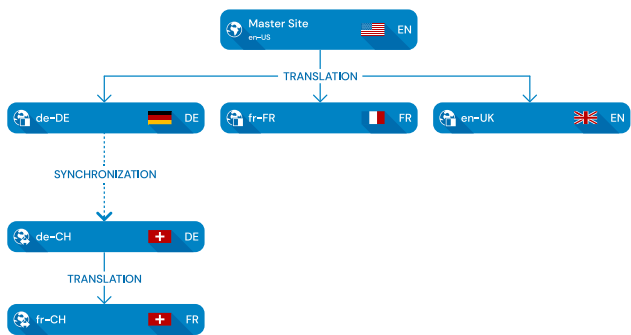 Master Site
en-US
EN
TRANSLATION
de-DE
DE
fr-FR
FR
en-UK
EN
SYNCHRONIZATION
de-CH
DE
TRANSLATION
fr-CH
FR